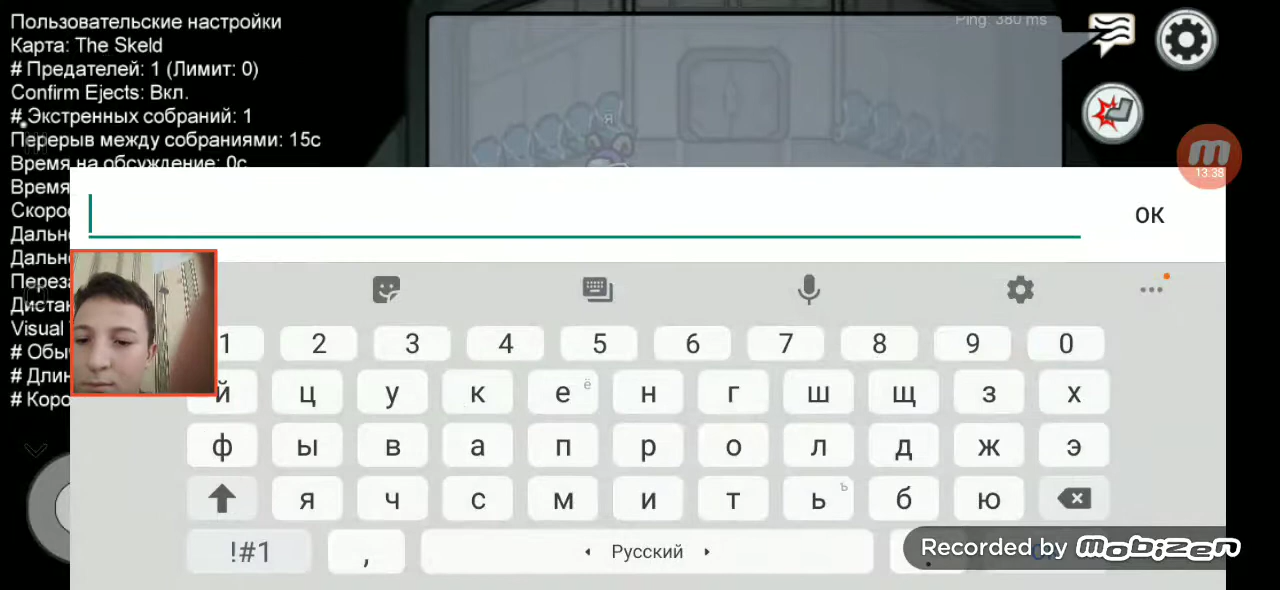 Пользовательские настройки
Карта: The Skeld
# Предателей: 1 (Лимит: 0)
Confirm Ejects: Вкл.
# Экстренных собраний: 1
Перерыв между собраниями: 15с
Время на обсуждение: 0с
Время
Visual
Ping: 380 ms
я
13:38
ОК
1 2 3 4 5 6 7 8 9 0
й ц у к е ё н г ш щ з х
ф ы в а п р о л д ж э
я ч с м и т ь ъ б ю
!#1 , Русский .
Recorded by mobizen